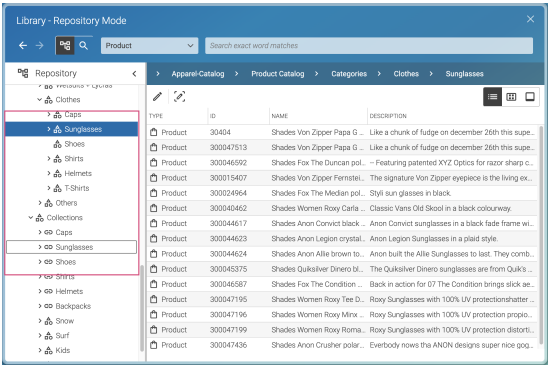 Library - Repository Mode
Product
Search exact word matches
Repository
Apparel-Catalog > Product Catalog > Categories > Clothes > Sunglasses
Wetsuits + Lycras
Clothes
Caps
Sunglasses
Shoes
Shirts
Helmets
T-Shirts
Others
Collections
Caps
Sunglasses
Shoes
Shirts
Helmets
Backpacks
Snow
Surf
Kids
TYPE ID NAME DESCRIPTION
Product 30404 Shades Von Zipper Papa G ... Like a chunk of fudge on december 26th this supe...
Product 300047513 Shades Von Zipper Papa G ... Like a chunk of fudge on december 26th this supe...
Product 300046592 Shades Fox The Duncan pol... – Featuring patented XYZ Optics for razor sharp c...
Product 300015407 Shades Von Zipper Fernstei... The signature Von Zipper eyepiece is the living ex...
Product 300024964 Shades Fox The Median pol... Styli sun glasses in black.
Product 300040462 Shades Women Roxy Carla ... Classic Vans Old Skool in a black colourway.
Product 300044617 Shades Anon Convict black ... Anon Convict sunglasses in a black fade frame wi...
Product 300044623 Shades Anon Legion crystal... Anon Legion Sunglasses in a plaid style.
Product 300044624 Shades Anon Allie brown to... Anon built the Allie Sunglasses to last. They comb...
Product 300045375 Shades Quiksilver Dinero bl... The Quiksilver Dinero sunglasses are from Quik's ...
Product 300046587 Shades Fox The Condition ... Back in action for 07 The Condition brings slick ae...
Product 300047195 Shades Women Roxy Tee D... Roxy Sunglasses with 100% UV protectionshatter ...
Product 300047196 Shades Women Roxy Minx ... Roxy Sunglasses with 100% UV protection propio...
Product 300047199 Shades Women Roxy Roma... Roxy Sunglasses with 100% UV protection distorti...
Product 300047436 Shades Anon Crusher polar... Everbody nows tha ANON designs super nice gog...